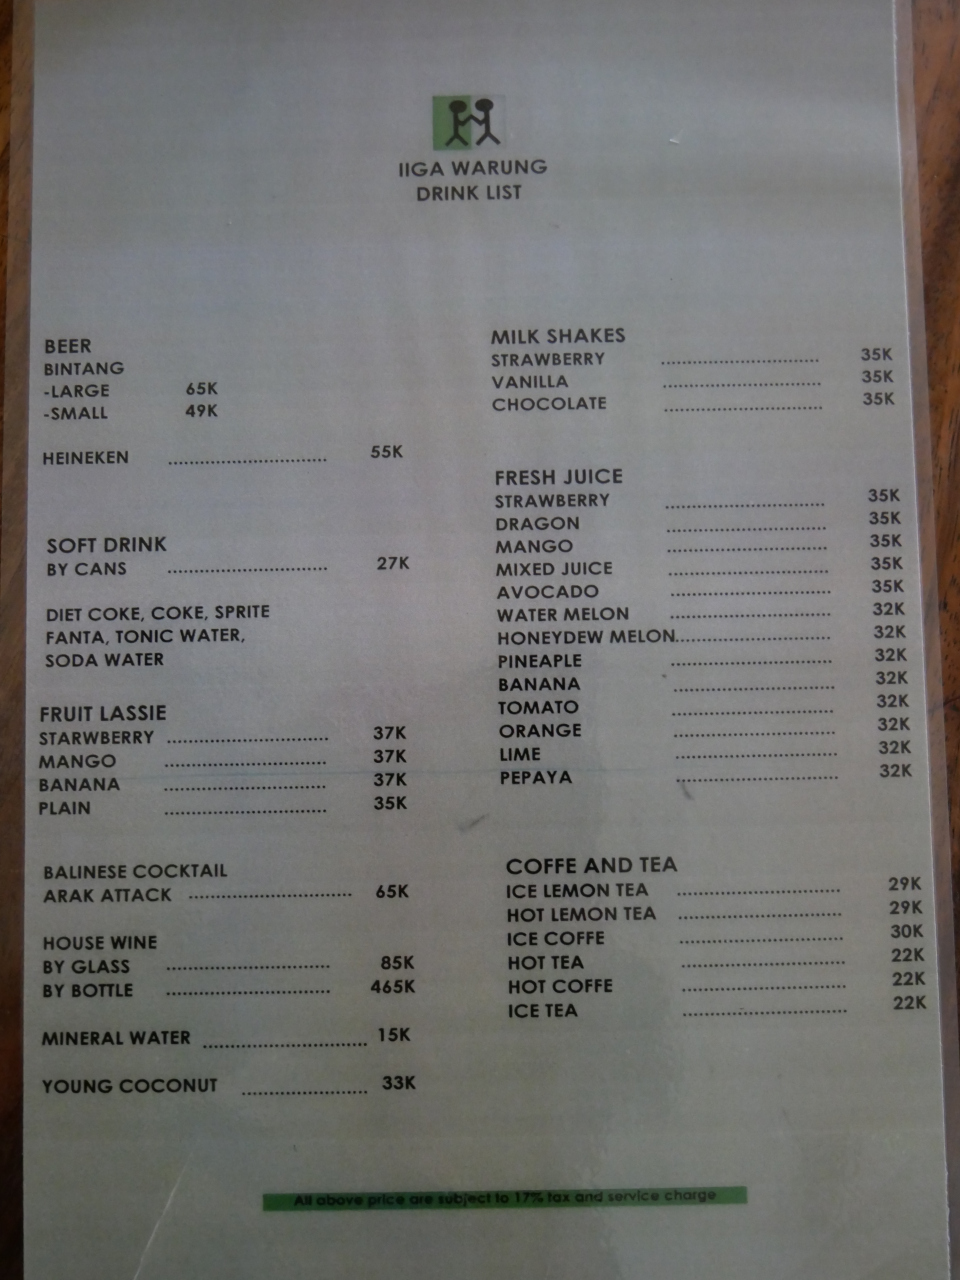 IIGA WARUNG
DRINK LIST
BEER
BINTANG
-LARGE 65K
-SMALL 49K
HEINEKEN ........................... 55K
SOFT DRINK
BY CANS ........................... 27K
DIET COKE, COKE, SPRITE
FANTA, TONIC WATER,
SODA WATER
FRUIT LASSIE
STARWBERRY ........................... 37K
MANGO ........................... 37K
BANANA ........................... 37K
PLAIN ........................... 35K
BALINESE COCKTAIL
ARAK ATTACK ........................... 65K
HOUSE WINE
BY GLASS ........................... 85K
BY BOTTLE ........................... 465K
MINERAL WATER ........................... 15K
YOUNG COCONUT ..................... 33K
MILK SHAKES
STRAWBERRY ........................... 35K
VANILLA ........................... 35K
CHOCOLATE ........................... 35K
FRESH JUICE
STRAWBERRY ........................... 35K
DRAGON ........................... 35K
MANGO ........................... 35K
MIXED JUICE ........................... 35K
AVOCADO ........................... 35K
WATER MELON ........................... 32K
HONEYDEW MELON........................... 32K
PINEAPLE ........................... 32K
BANANA ........................... 32K
TOMATO ........................... 32K
ORANGE ........................... 32K
LIME ........................... 32K
PEPAYA ........................... 32K
COFFE AND TEA
ICE LEMON TEA ........................... 29K
HOT LEMON TEA ........................... 29K
ICE COFFE ........................... 30K
HOT TEA ........................... 22K
HOT COFFE ........................... 22K
ICE TEA ........................... 22K
All above price are subject to 17% tax and service charge